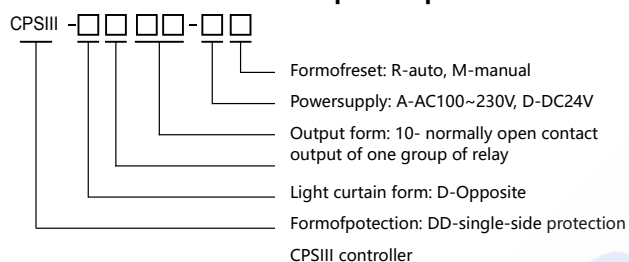 CPSIII -□□ □□-□□
Formofreset: R-auto, M-manual
Powersupply: A-AC100~230V, D-DC24V
Output form: 10- normally open contact
output of one group of relay
Light curtain form: D-Opposite
Formofpotection: DD-single-side protection
CPSIII controller